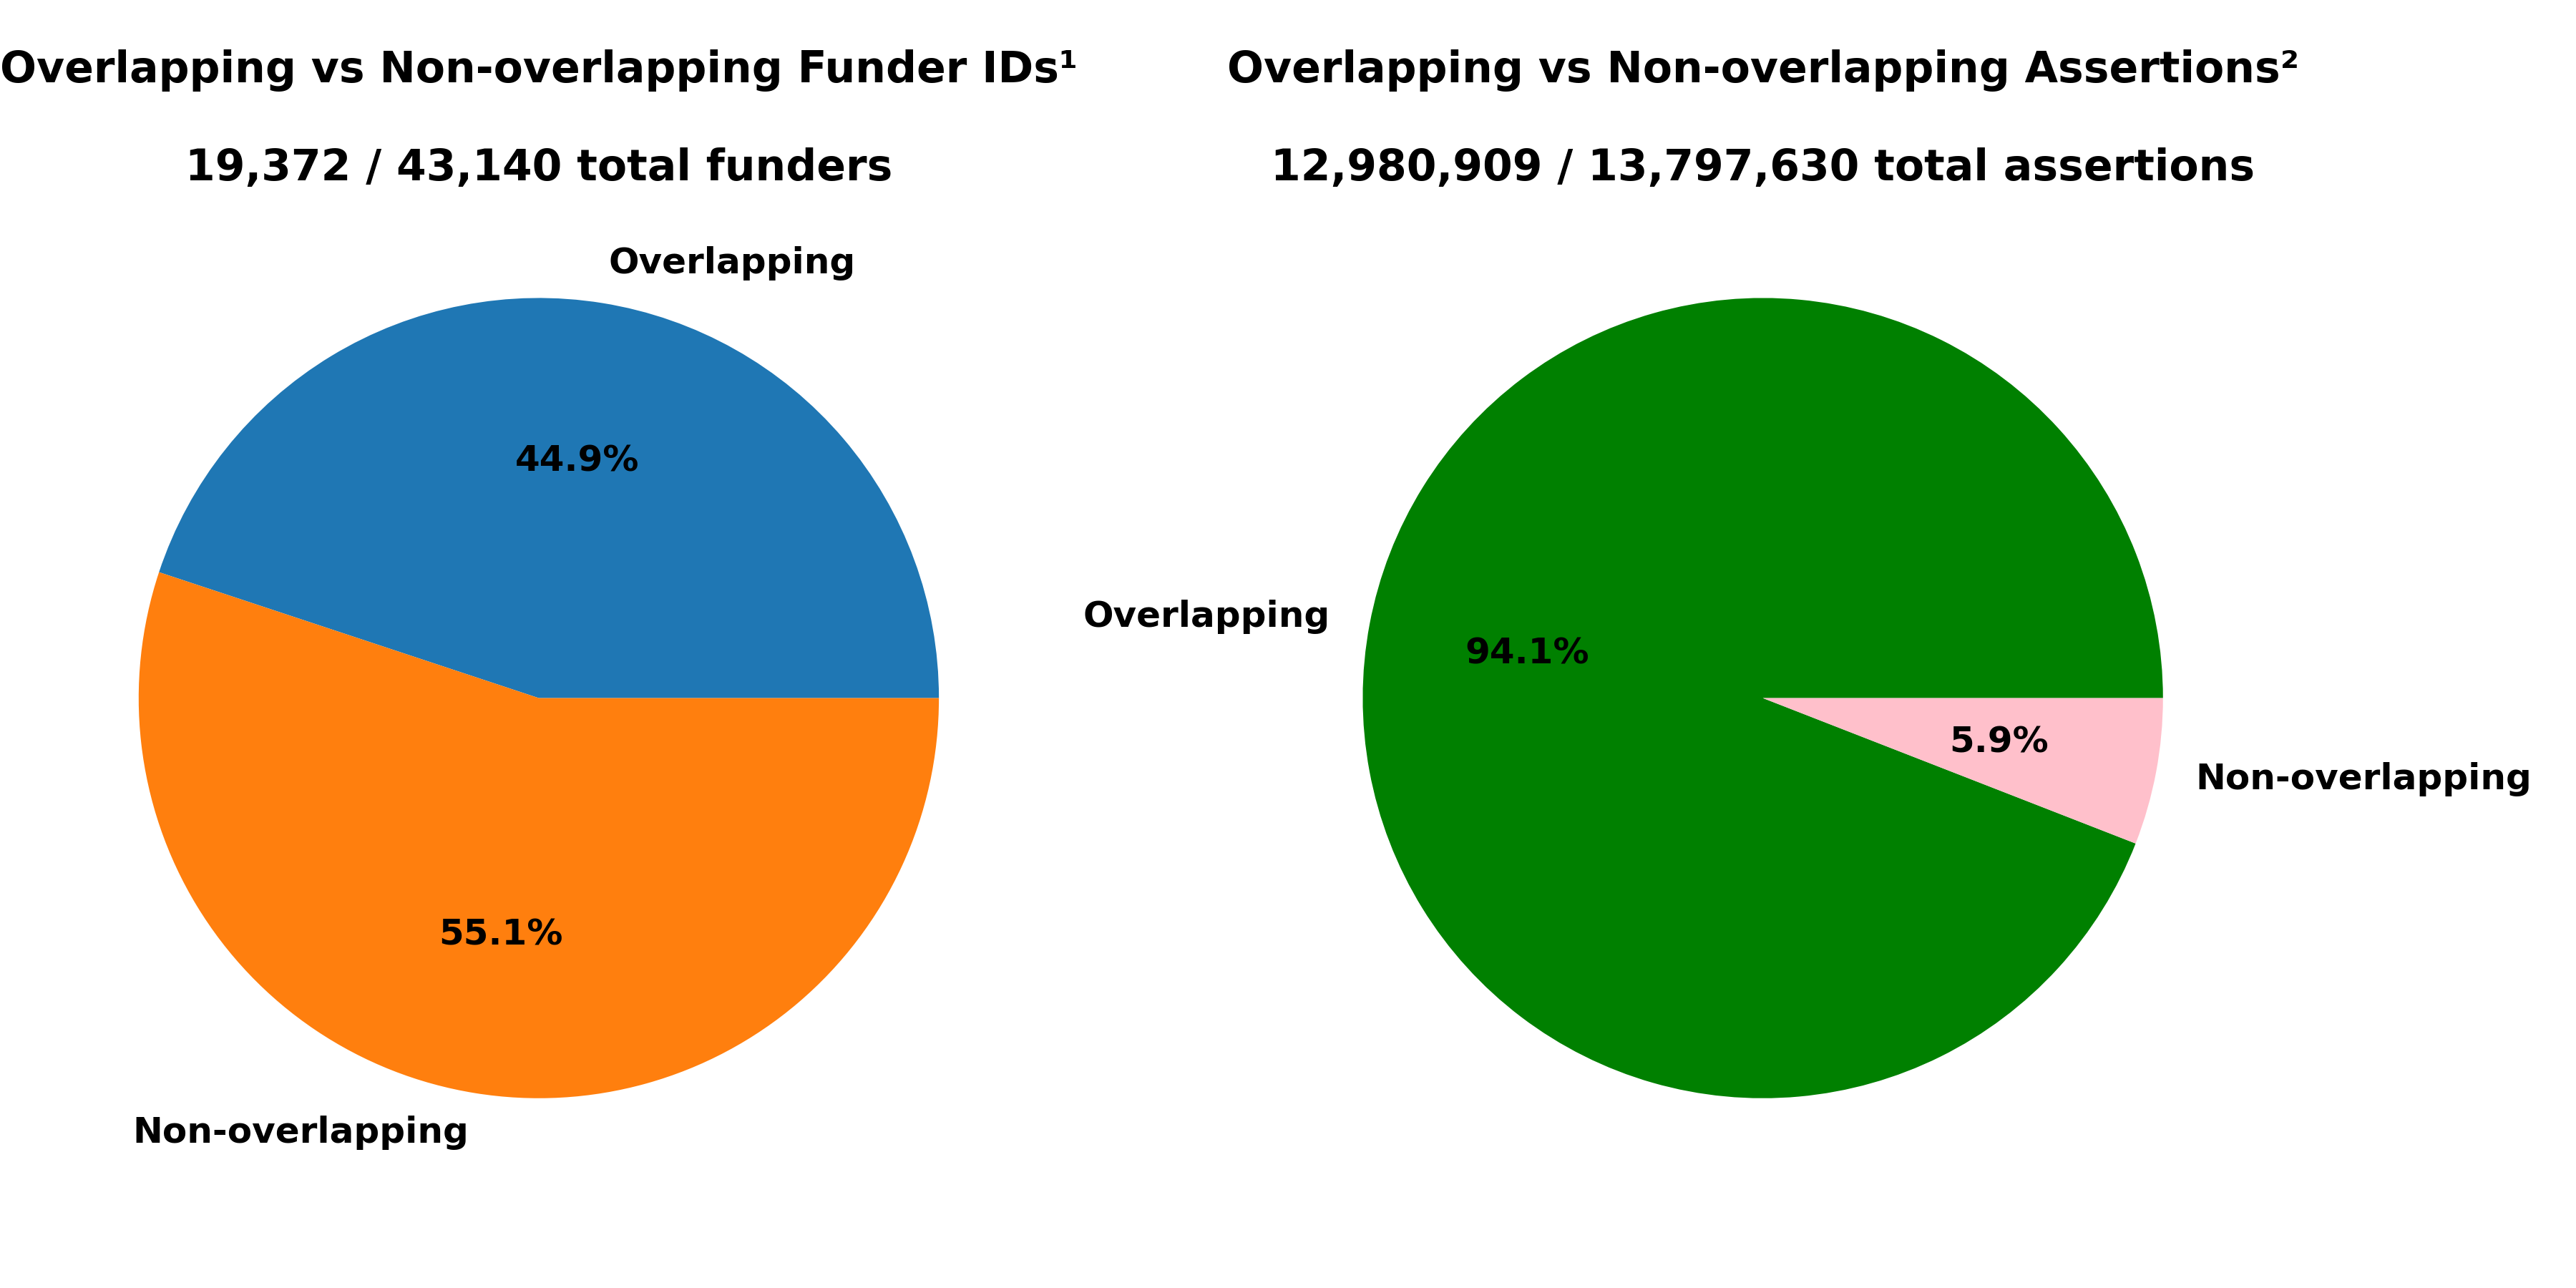 Overlapping vs Non-overlapping Funder IDs¹
19,372 / 43,140 total funders
Overlapping
44.9%
55.1%
Non-overlapping
Overlapping vs Non-overlapping Assertions²
12,980,909 / 13,797,630 total assertions
Overlapping
94.1%
5.9%
Non-overlapping